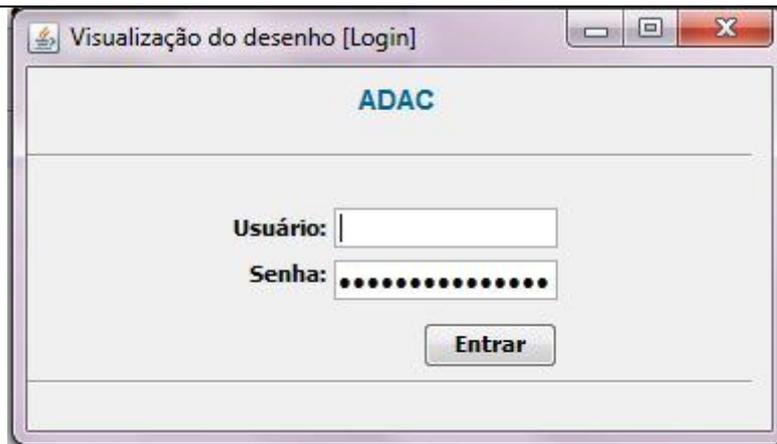 Visualização do desenho [Login]
ADAC
Usuário:
Senha: •••••••••••••••
Entrar